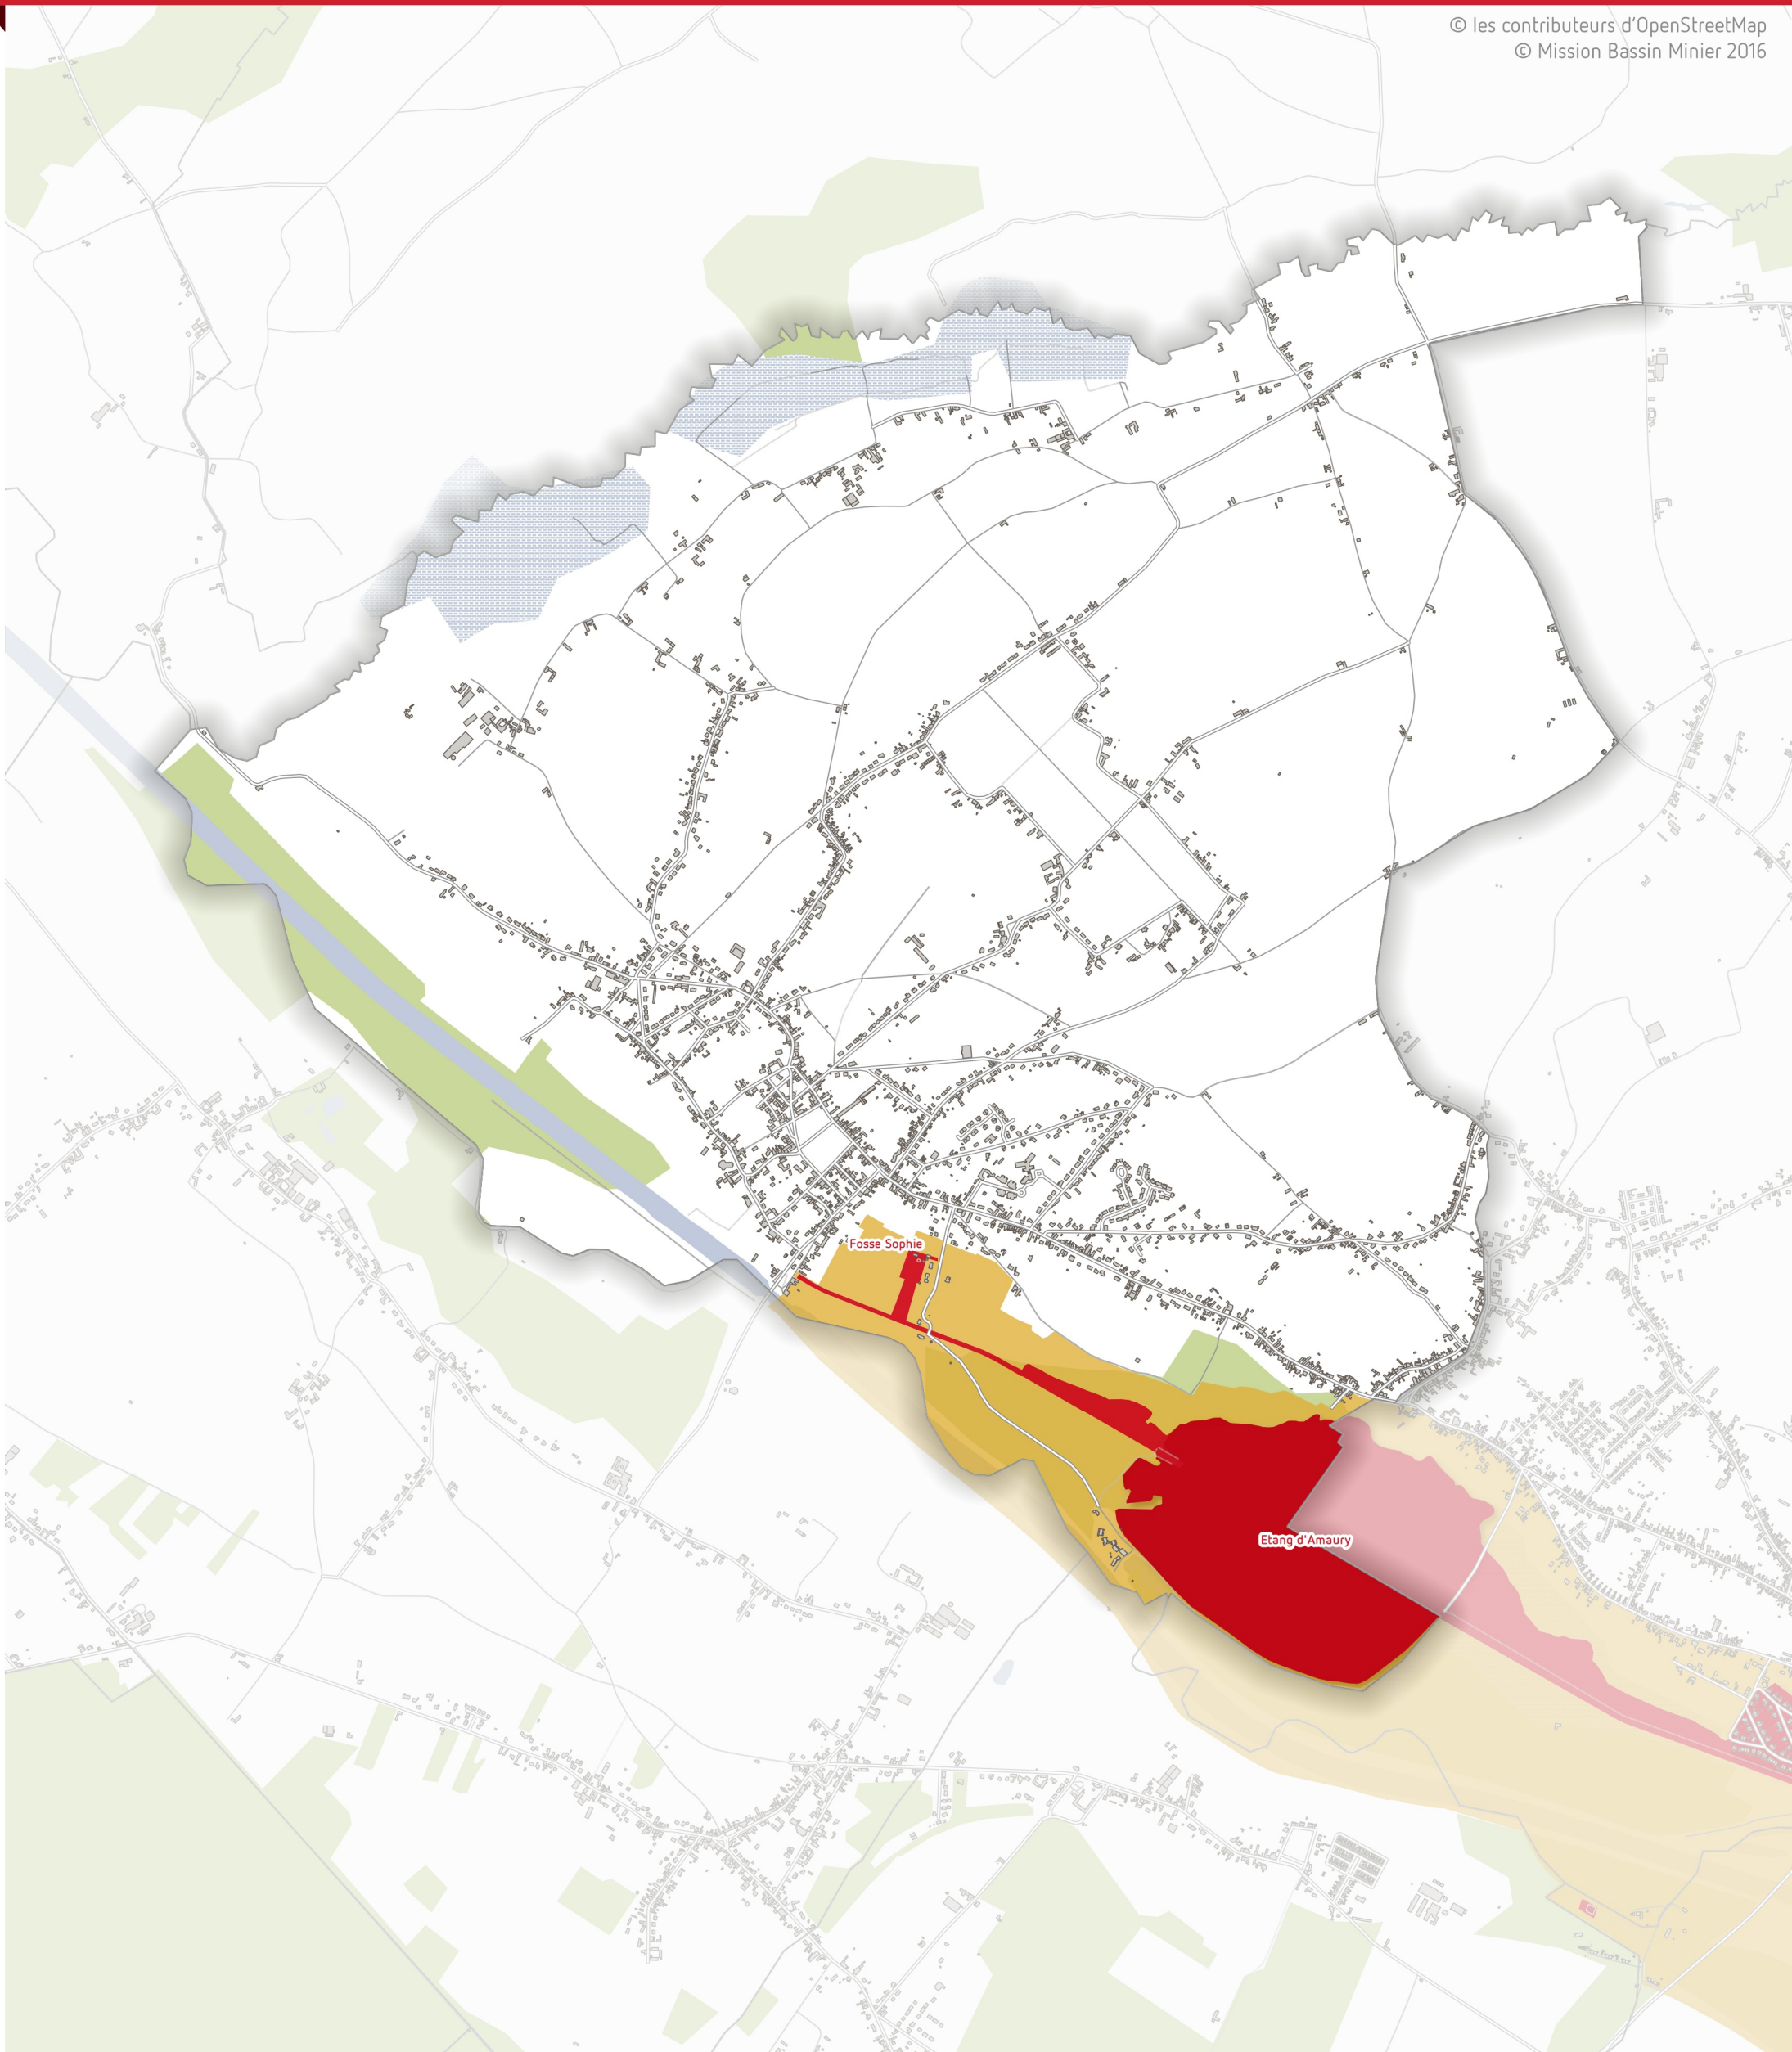 © les contributeurs d'OpenStreetMap
© Mission Bassin Minier 2016
Fosse Sophie
Etang d'Amaury